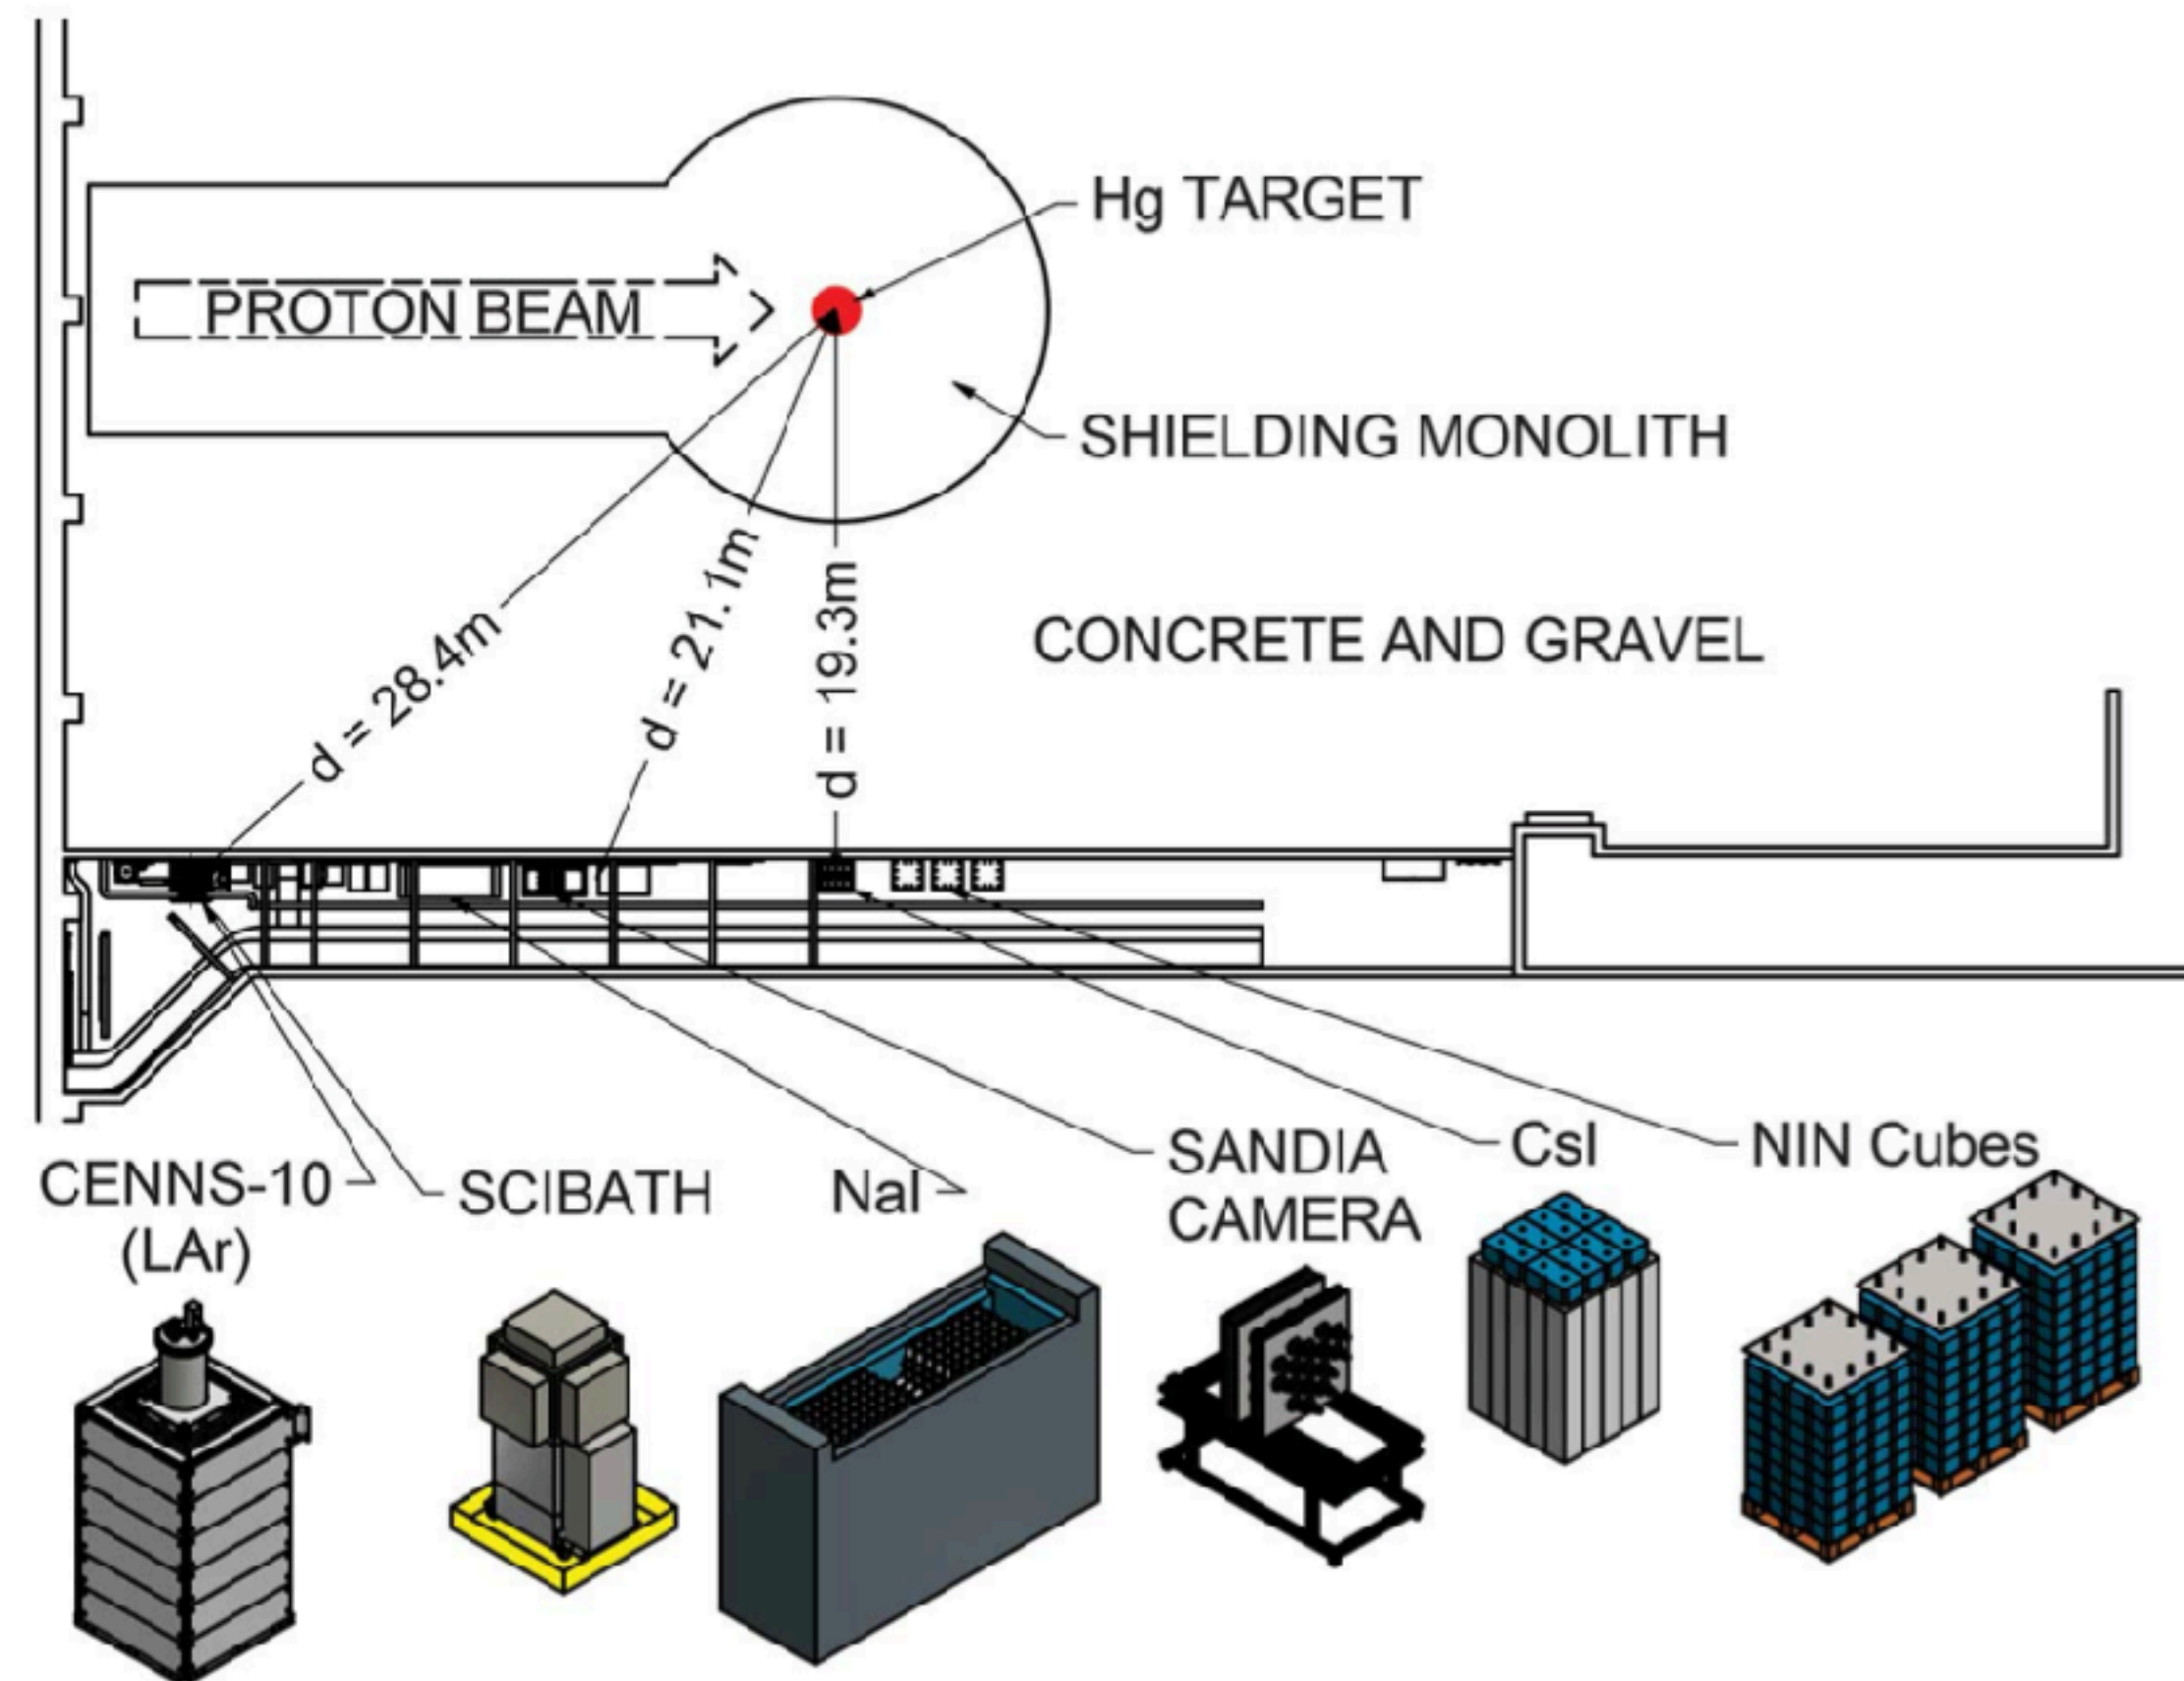 Hg TARGET
PROTON BEAM
SHIELDING MONOLITH
d = 28.4m
d = 21.1m
d = 19.3m
CONCRETE AND GRAVEL
CENNS-10
(LAr)
SCIBATH
NaI
SANDIA
CAMERA
CsI
NIN Cubes